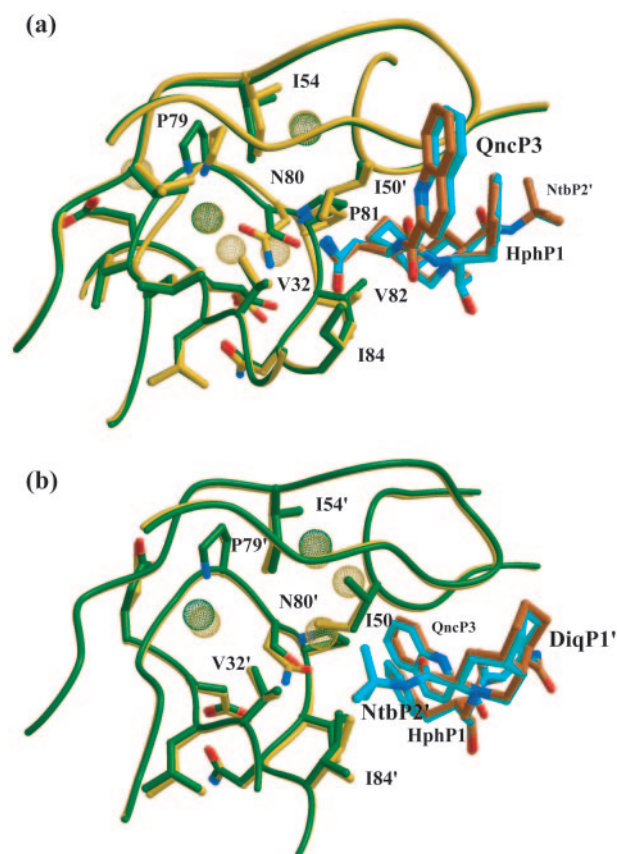 (a)
I54
P79
QncP3
N80
I50'
NtbP2'
P81
HphP1
V32
V82
I84
(b)
I54'
P79'
N80'
I50
QncP3
DiqP1'
V32'
NtbP2'
HphP1
I84'